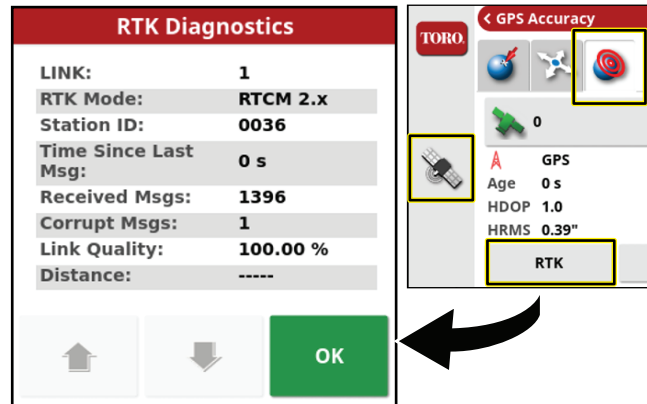 RTK Diagnostics
LINK: 1
RTK Mode: RTCM 2.x
Station ID: 0036
Time Since Last
Msg: 0 s
Received Msgs: 1396
Corrupt Msgs: 1
Link Quality: 100.00 %
Distance: -----
OK
TORO.
< GPS Accuracy
0
GPS
Age 0 s
HDOP 1.0
HRMS 0.39"
RTK